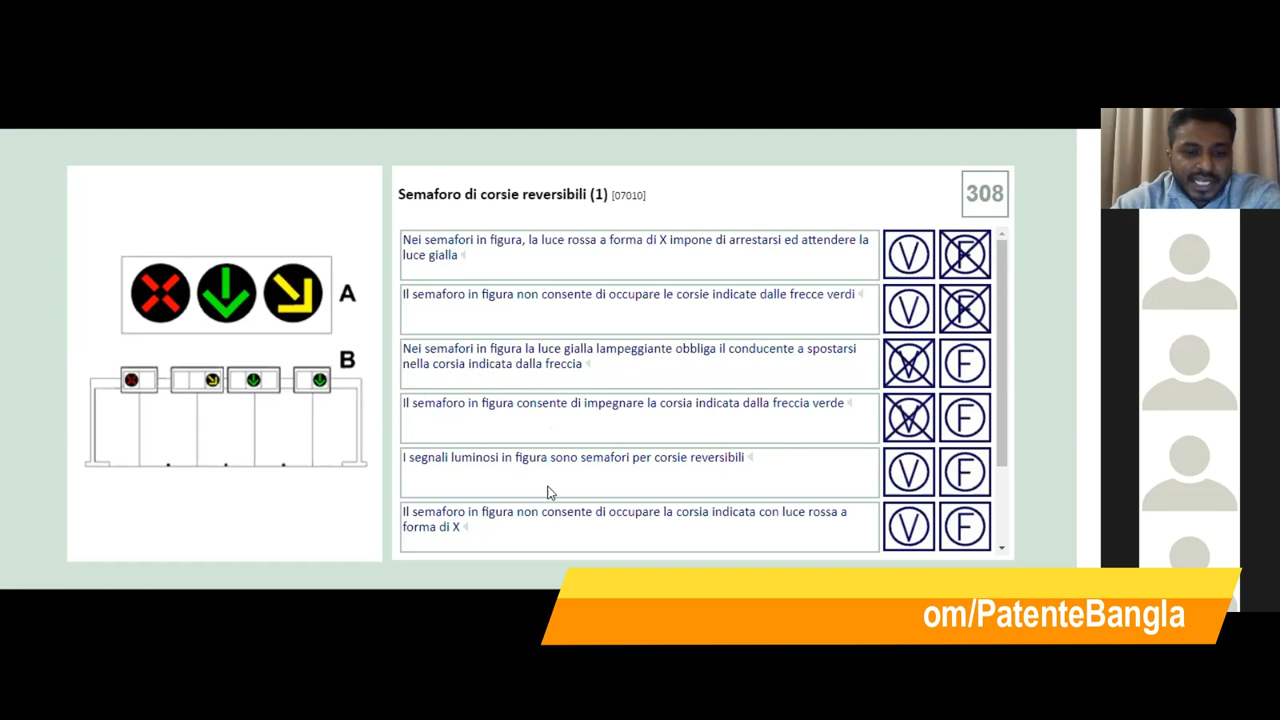 Semaforo di corsie reversibili (1) [07010]
308
Nei semafori in figura, la luce rossa a forma di X impone di arrestarsi ed attendere la
luce gialla
V F
Il semaforo in figura non consente di occupare le corsie indicate dalle frecce verdi
V F
Nei semafori in figura la luce gialla lampeggiante obbliga il conducente a spostarsi
nella corsia indicata dalla freccia
V F
Il semaforo in figura consente di impegnare la corsia indicata dalla freccia verde
V F
I segnali luminosi in figura sono semafori per corsie reversibili
V F
Il semaforo in figura non consente di occupare la corsia indicata con luce rossa a
forma di X
V F
A
B
om/PatenteBangla